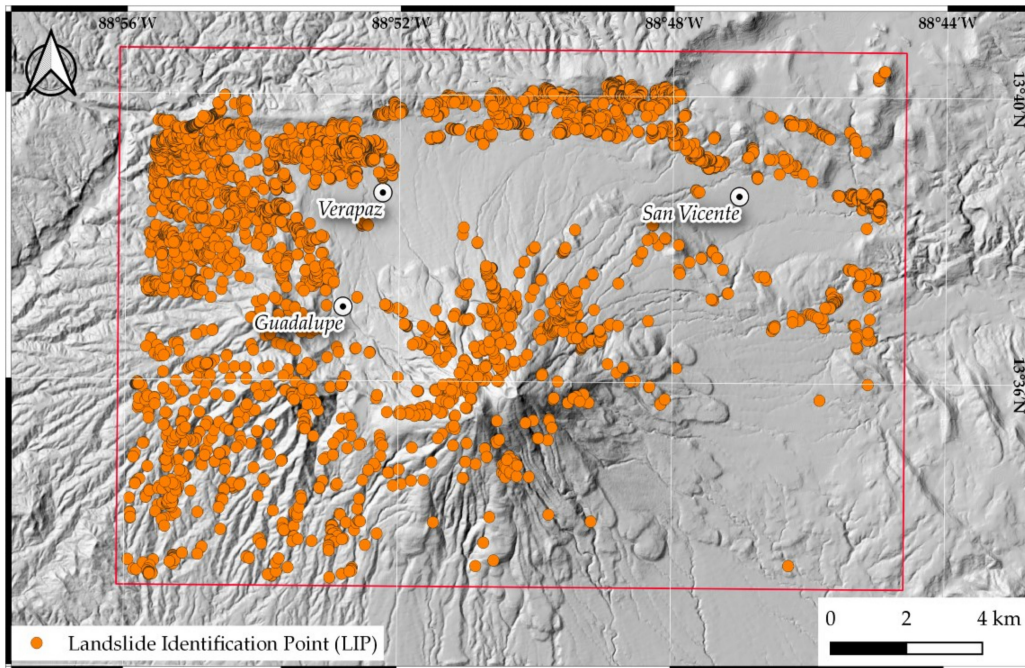 88°56′W 88°52′W 88°48′W 88°44′W
13°40′N
Verapaz
San Vicente
Guadalupe
13°36′N
0 2 4 km
Landslide Identification Point (LIP)